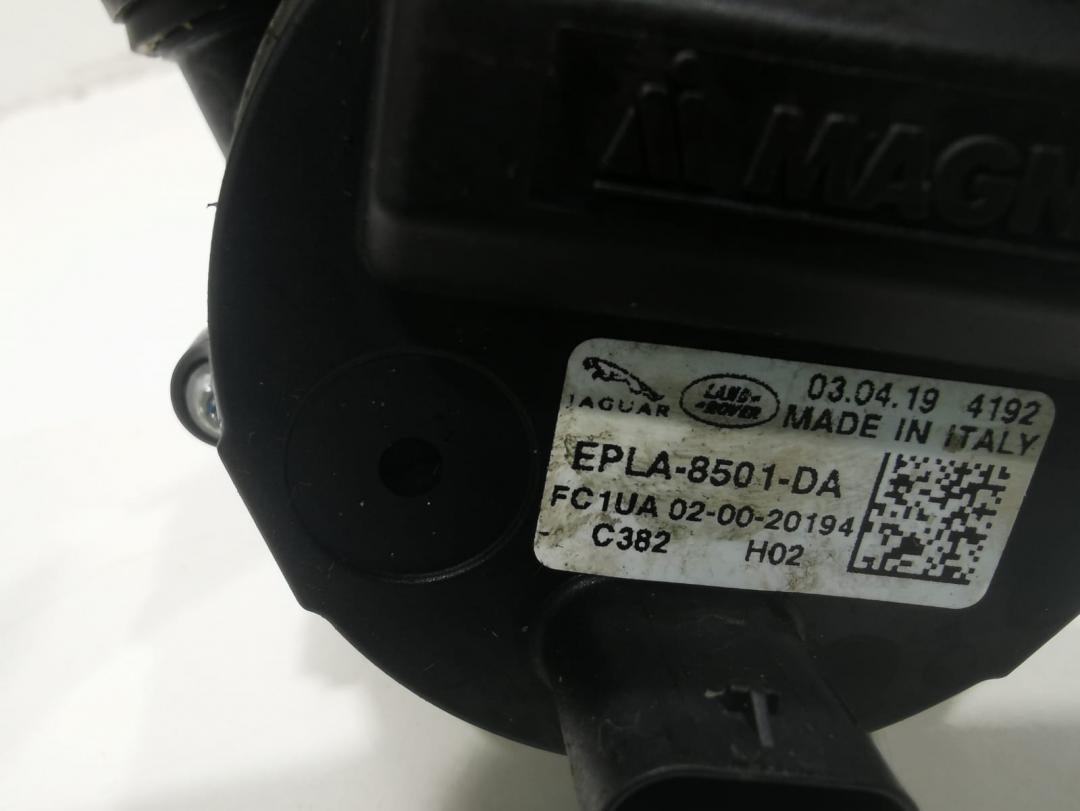 MAGN
JAGUAR LAND ROVER 03.04.19 4192
MADE IN ITALY
EPLA-8501-DA
FC1UA 02-00-20194
C382 H02